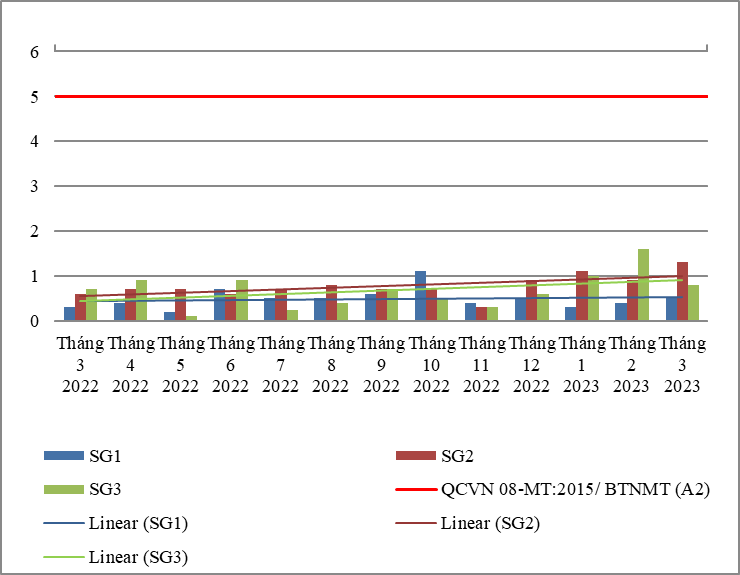 6
5
4
3
2
1
0
Tháng Tháng Tháng Tháng Tháng Tháng Tháng Tháng Tháng Tháng Tháng Tháng Tháng
3 4 5 6 7 8 9 10 11 12 1 2 3
2022 2022 2022 2022 2022 2022 2022 2022 2022 2022 2023 2023 2023
SG1 SG2
SG3 QCVN 08-MT:2015/ BTNMT (A2)
Linear (SG1) Linear (SG2)
Linear (SG3)